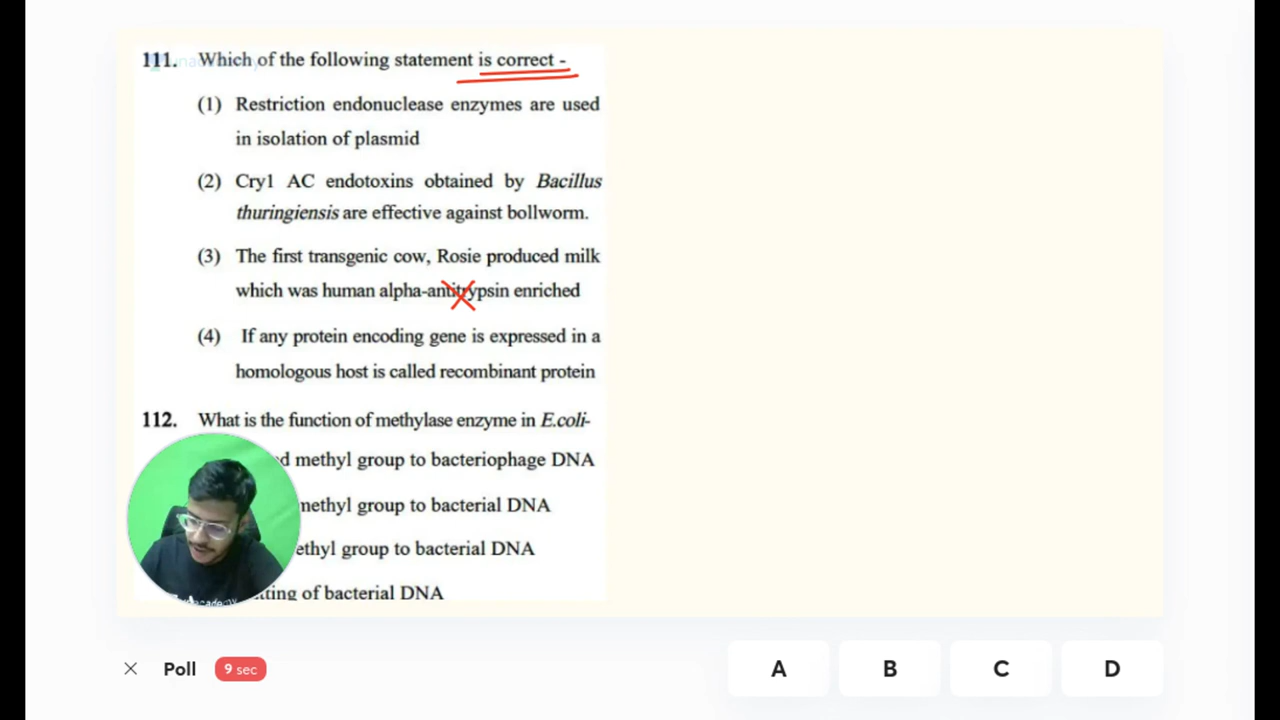 111. Which of the following statement is correct -
(1) Restriction endonuclease enzymes are used
in isolation of plasmid
(2) Cry1 AC endotoxins obtained by Bacillus
thuringiensis are effective against bollworm.
(3) The first transgenic cow, Rosie produced milk
which was human alpha-antitrypsin enriched
(4) If any protein encoding gene is expressed in a
homologous host is called recombinant protein
112. What is the function of methylase enzyme in E.coli-
methyl group to bacteriophage DNA
methyl group to bacterial DNA
group to bacterial DNA
of bacterial DNA
× Poll 9 sec A B C D